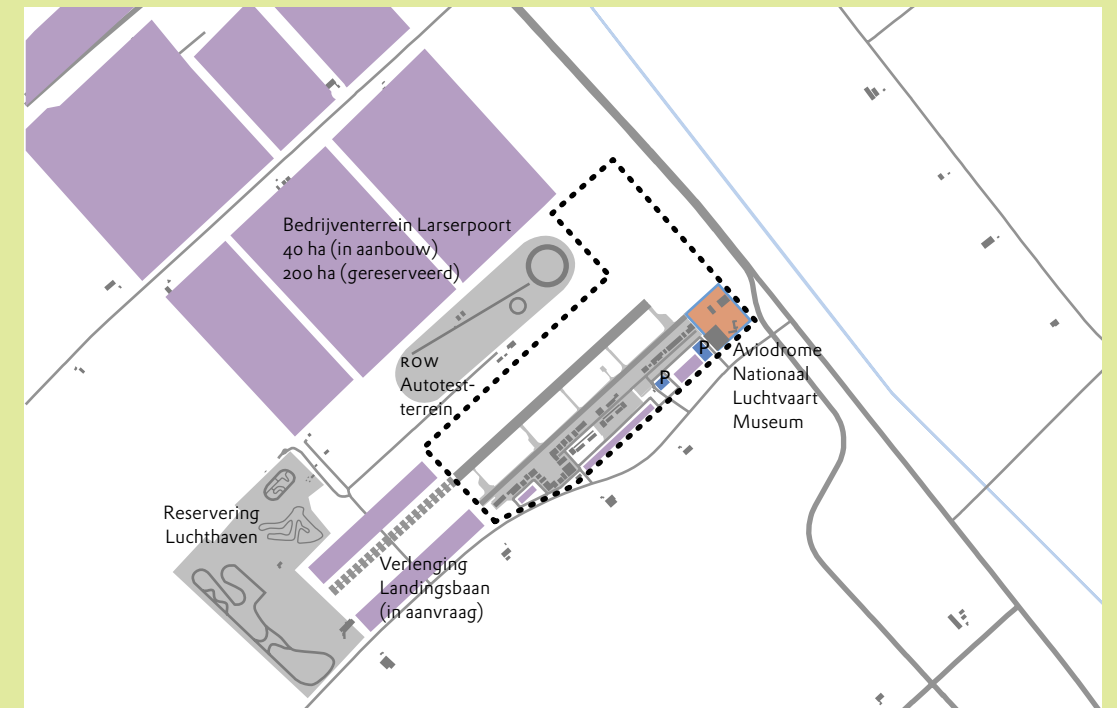 Bedrijventerrein Larserpoort
40 ha (in aanbouw)
200 ha (gereserveerd)
ROW
Autotest-
terrein
P
P
Aviodrome
Nationaal
Luchtvaart
Museum
Reservering
Luchthaven
Verlenging
Landingsbaan
(in aanvraag)